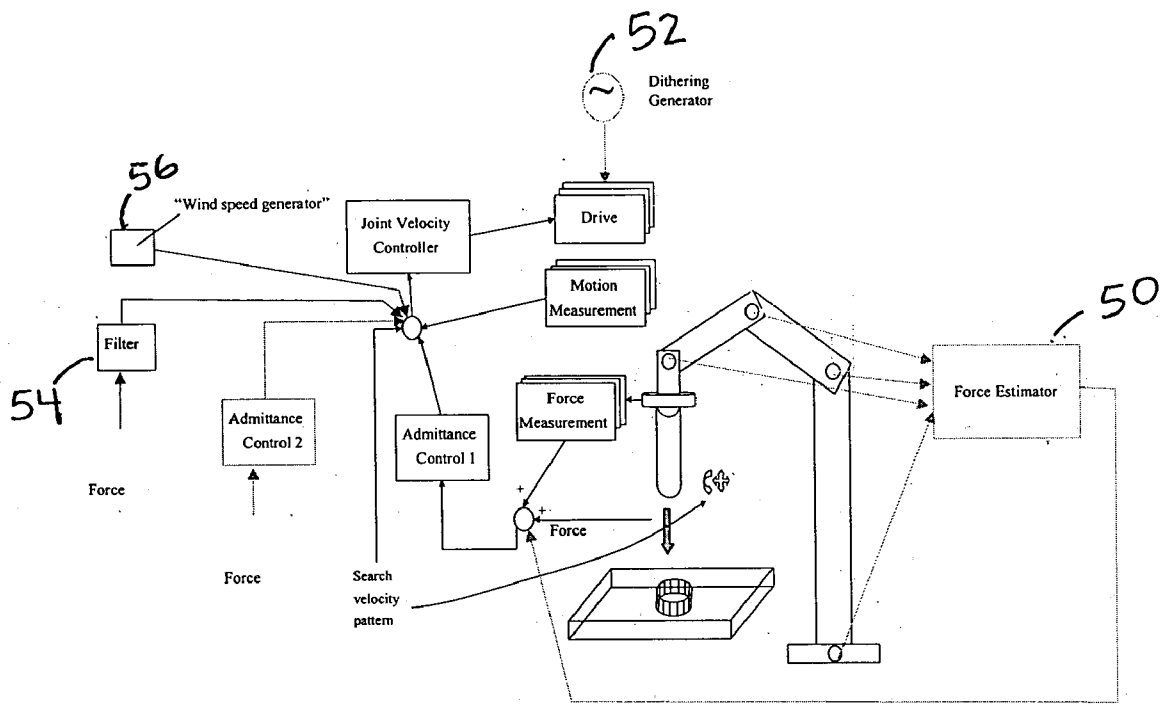 52
~
Dithering
Generator
56
"Wind speed generator"
Joint Velocity
Controller
Drive
Motion
Measurement
50
Filter
54
Force Estimator
Force
Measurement
Admittance
Control 2
Admittance
Control 1
Force
+
+
Force
Force
Search
velocity
pattern